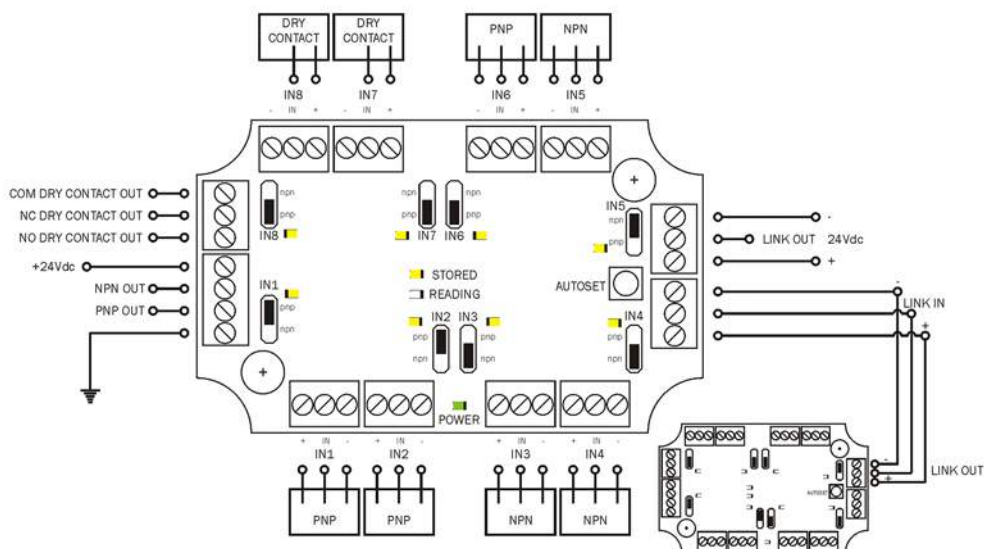 DRY CONTACT
DRY CONTACT
PNP
NPN
IN8
IN7
IN6
IN5
- IN +
- IN +
- IN +
- IN +
COM DRY CONTACT OUT
NC DRY CONTACT OUT
NO DRY CONTACT OUT
+24Vdc
NPN OUT
PNP OUT
npn
pnp
IN8
npn
pnp
IN7
IN6
IN5
npn
pnp
-
LINK OUT 24Vdc
+
STORED
READING
AUTOSET
IN1
pnp
npn
IN2
IN3
pnp
npn
pnp
npn
IN4
pnp
npn
-
LINK IN
+
POWER
+ IN -
+ IN -
+ IN -
+ IN -
IN1
IN2
IN3
IN4
PNP
PNP
NPN
NPN
AUTOSET
-
+
LINK OUT